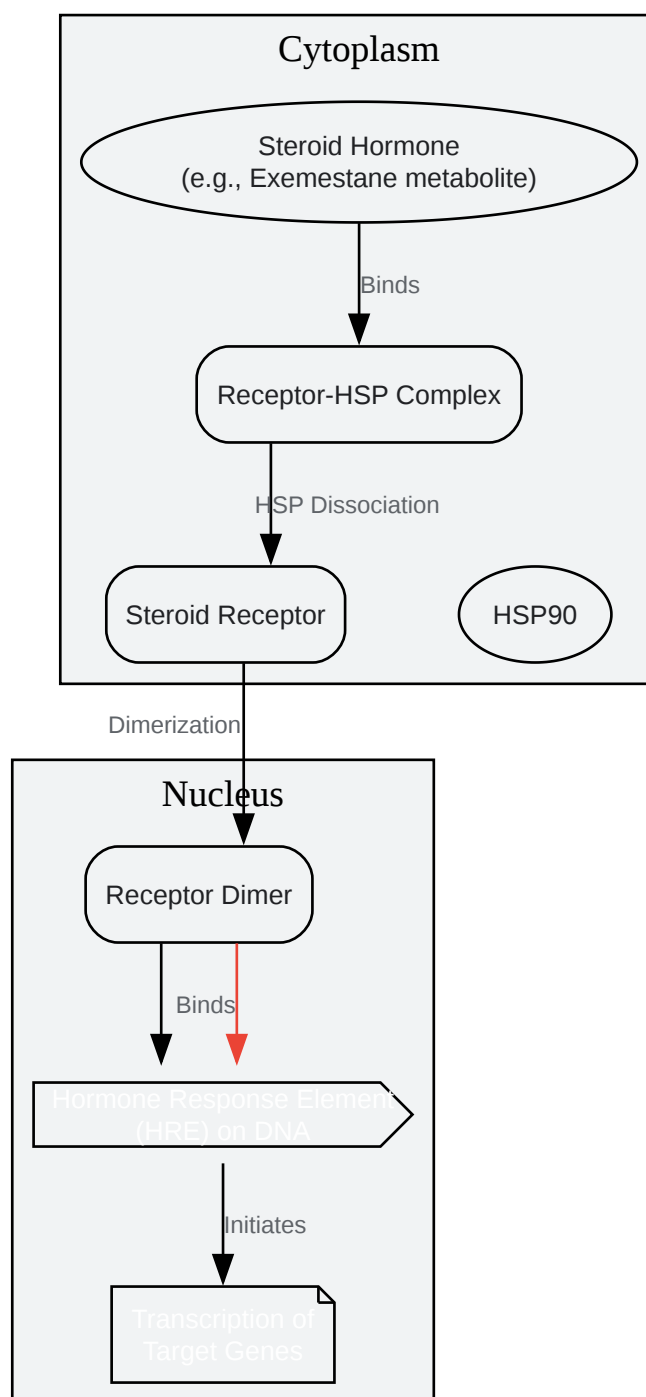 Cytoplasm
Steroid Hormone
(e.g., Exemestane metabolite)
Binds
Receptor-HSP Complex
HSP Dissociation
Steroid Receptor
HSP90
Dimerization
Nucleus
Receptor Dimer
Binds
Hormone Response Element
(HRE) on DNA
Initiates
Transcription of
Target Genes